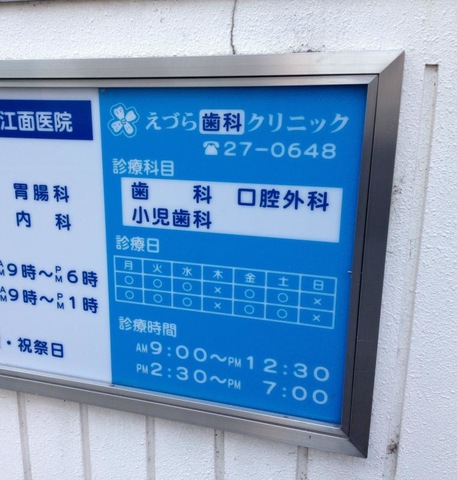 江面医院
胃腸科
内科
AM9時～PM6時
AM9時～PM1時
・祝祭日
えづら歯科クリニック
☎27-0648
診療科目
歯科 口腔外科
小児歯科
診療日
月 火 水 木 金 土 日
○ ○ ○ × ○ ○ ×
○ ○ ○ × ○ ○ ×
診療時間
AM9:00～PM12:30
PM2:30～PM7:00